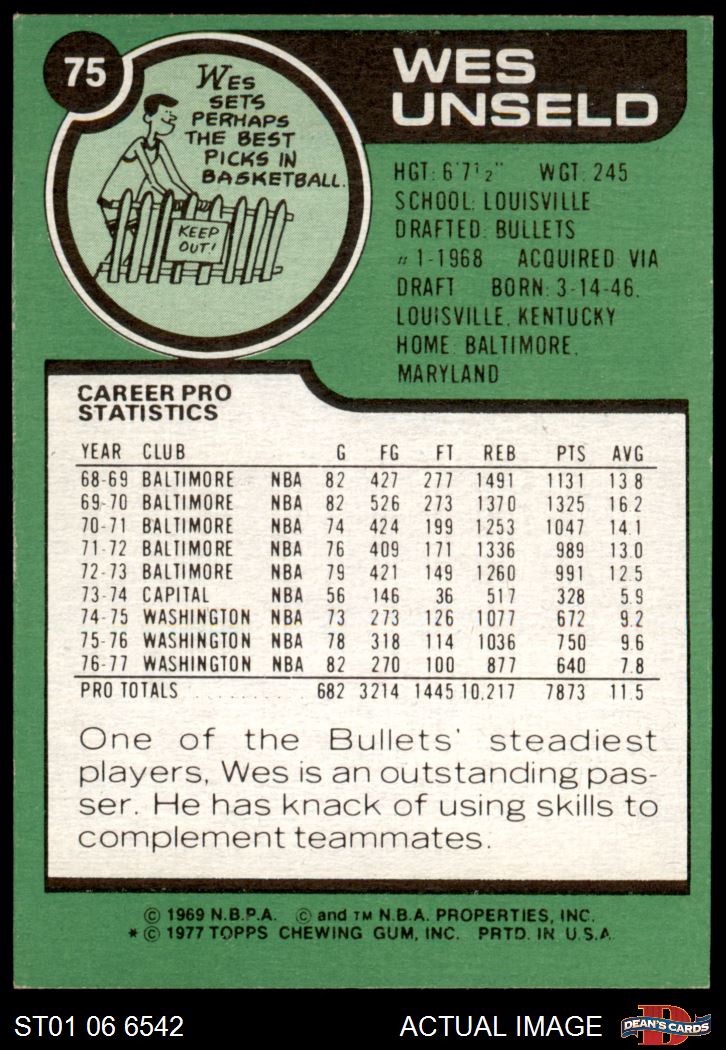 75
WES
UNSELD
WES
SETS
PERHAPS
THE BEST
PICKS IN
BASKETBALL.
KEEP
OUT!
HGT: 6'7 1/2" WGT: 245
SCHOOL: LOUISVILLE
DRAFTED: BULLETS
#1-1968 ACQUIRED: VIA
DRAFT BORN: 3-14-46,
LOUISVILLE, KENTUCKY
HOME: BALTIMORE,
MARYLAND
CAREER PRO
STATISTICS
YEAR CLUB G FG FT REB PTS AVG
68-69 BALTIMORE NBA 82 427 277 1491 1131 13.8
69-70 BALTIMORE NBA 82 526 273 1370 1325 16.2
70-71 BALTIMORE NBA 74 424 199 1253 1047 14.1
71-72 BALTIMORE NBA 76 409 171 1336 989 13.0
72-73 BALTIMORE NBA 79 421 149 1260 991 12.5
73-74 CAPITAL NBA 56 146 36 517 328 5.9
74-75 WASHINGTON NBA 73 273 126 1077 672 9.2
75-76 WASHINGTON NBA 78 318 114 1036 750 9.6
76-77 WASHINGTON NBA 82 270 100 877 640 7.8
PRO TOTALS .......... 682 3214 1445 10,217 7873 11.5
One of the Bullets' steadiest
players, Wes is an outstanding pas-
ser. He has knack of using skills to
complement teammates.
© 1969 N.B.P.A. © and TM N.B.A. PROPERTIES, INC.
* © 1977 TOPPS CHEWING GUM, INC. PRTD. IN U.S.A.
ST01 06 6542 ACTUAL IMAGE D DEAN'S CARDS